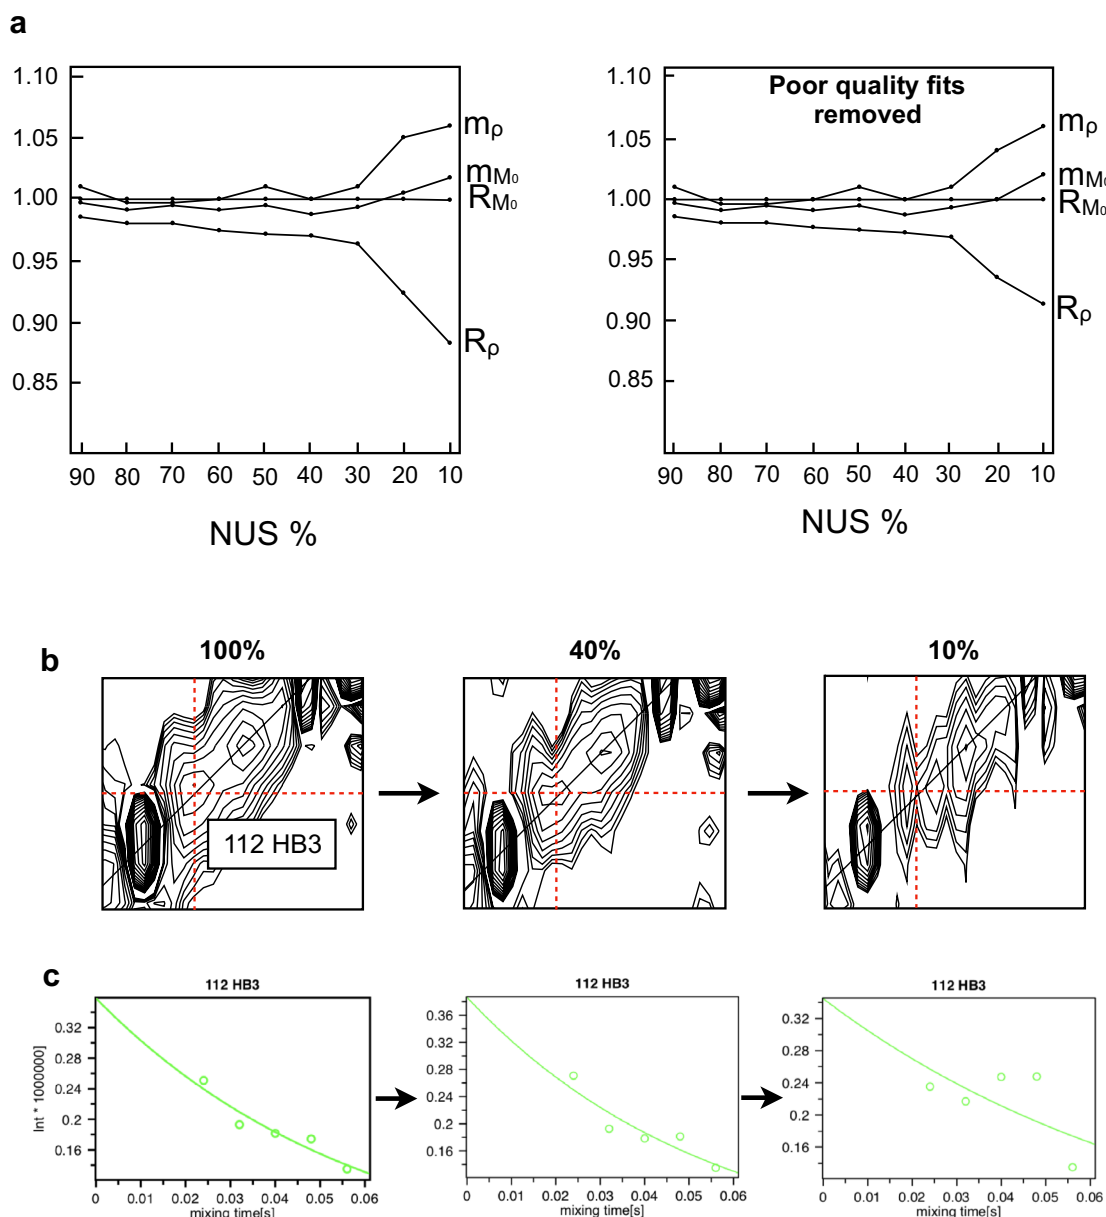 a
1.10
1.05
1.00
0.95
0.90
0.85
mρ
mM₀
RM₀
Rρ
90 80 70 60 50 40 30 20 10
NUS %
Poor quality fits
removed
1.10
1.05
1.00
0.95
0.90
0.85
mρ
mM₀
RM₀
Rρ
90 80 70 60 50 40 30 20 10
NUS %
b
100%
40%
10%
112 HB3
c
112 HB3
Int * 1000000]
0.32
0.28
0.24
0.2
0.16
0 0.01 0.02 0.03 0.04 0.05 0.06
mixing time[s]
112 HB3
0.36
0.32
0.28
0.24
0.2
0.16
0 0.01 0.02 0.03 0.04 0.05 0.06
mixing time[s]
112 HB3
0.32
0.24
0.2
0.16
0 0.01 0.02 0.03 0.04 0.05 0.06
mixing time[s]